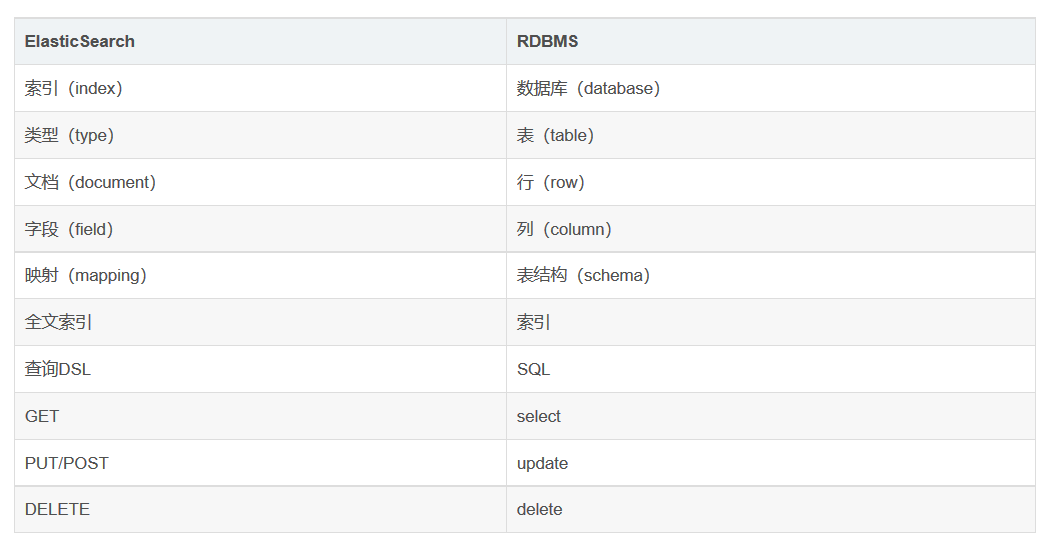 ElasticSearch RDBMS
索引（index） 数据库（database）
类型（type） 表（table）
文档（document） 行（row）
字段（field） 列（column）
映射（mapping） 表结构（schema）
全文索引 索引
查询DSL SQL
GET select
PUT/POST update
DELETE delete